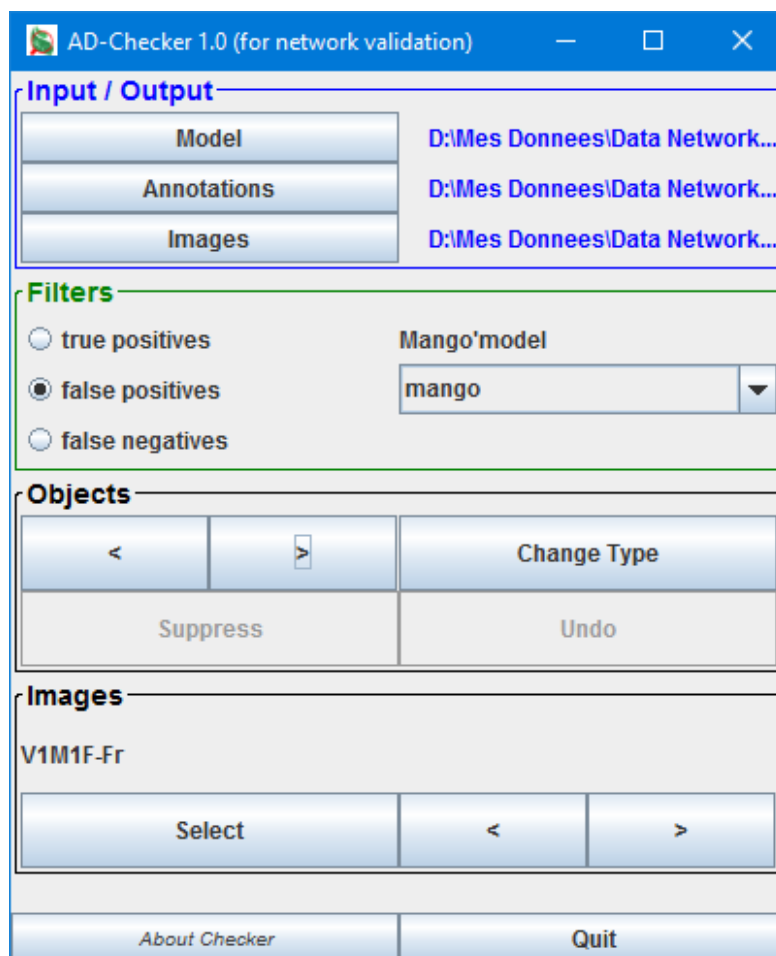 AD-Checker 1.0 (for network validation)
Input / Output
Model D:\Mes Donnees\Data Network...
Annotations D:\Mes Donnees\Data Network...
Images D:\Mes Donnees\Data Network...
Filters
true positives Mango'model
false positives mango
false negatives
Objects
< > Change Type
Suppress Undo
Images
V1M1F-Fr
Select < >
About Checker Quit